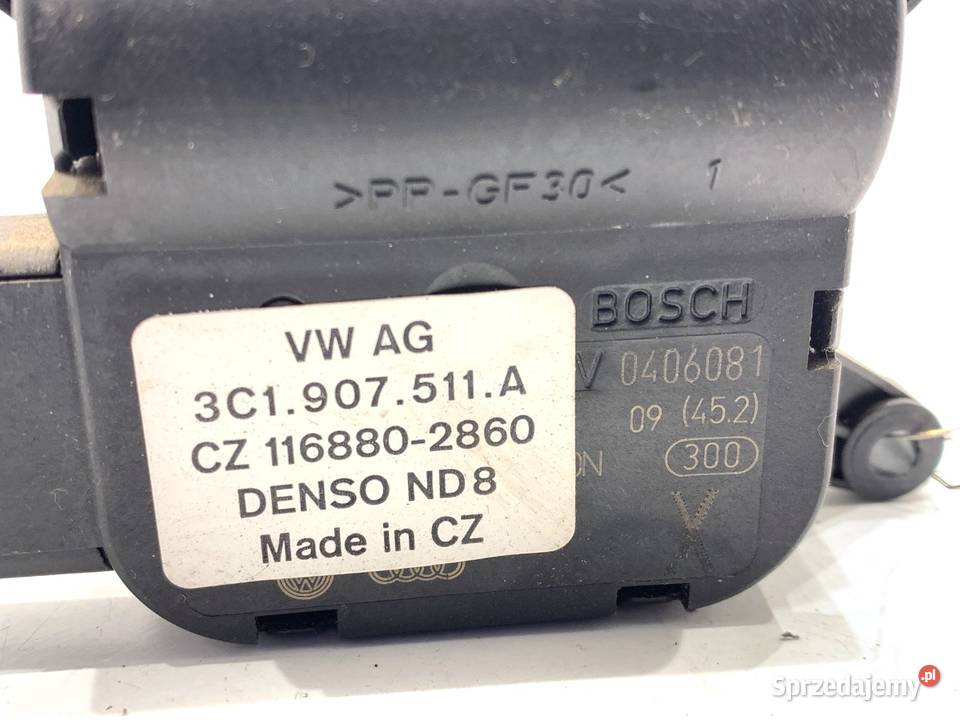 >PP-GF30< 1
BOSCH
VW AG
3C1.907.511.A
CZ 116880-2860
DENSO ND8
Made in CZ
V 0406081
09 (45.2)
ON 300
X
Sprzedajemy.pl